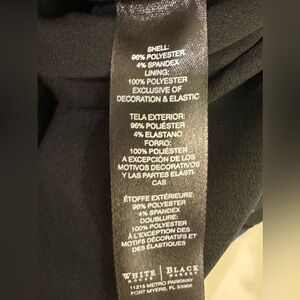 SHELL:
96% POLYESTER
4% SPANDEX
LINING:
100% POLYESTER
EXCLUSIVE OF
DECORATION & ELASTIC
TELA EXTERIOR:
96% POLIÉSTER
4% ELASTANO
FORRO:
100% POLIÉSTER
A EXCEPCIÓN DE LOS
MOTIVOS DECORATIVOS
Y LAS PARTES ELÁSTI-
CAS
ÉTOFFE EXTÉRIEURE:
96% POLYESTER
4% SPANDEX
DOUBLURE:
100% POLYESTER
À L'EXCEPTION DES
MOTIFS DÉCORATIFS ET
DES ÉLASTIQUES
WHITE | BLACK
HOUSE | MARKET
11215 METRO PARKWAY
FORT MYERS, FL 33966